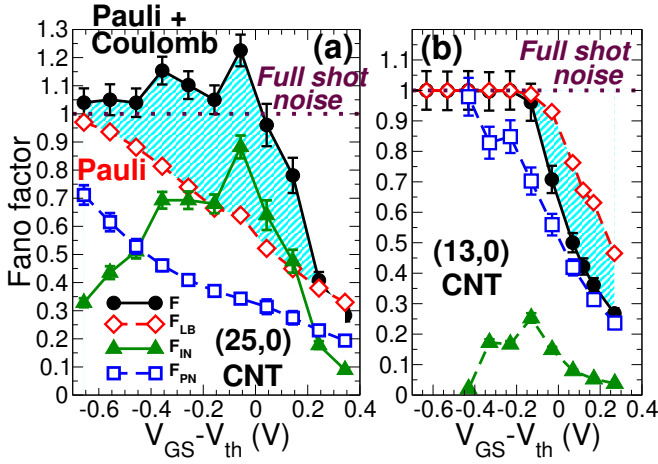 Pauli +
Coulomb
(a)
Full shot
noise
Pauli
F
F_LB
F_IN
F_PN
(25,0)
CNT
Fano factor
1.3
1.2
1.1
1
0.9
0.8
0.7
0.6
0.5
0.4
0.3
0.2
0.1
0
-0.6 -0.4 -0.2 0 0.2 0.4
V_GS-V_th (V)
(b)
Full shot
noise
(13,0)
CNT
1.1
1
0.9
0.8
0.7
0.6
0.5
0.4
0.3
0.2
0.1
0
-0.6 -0.4 -0.2 0 0.2 0.4
V_GS-V_th (V)